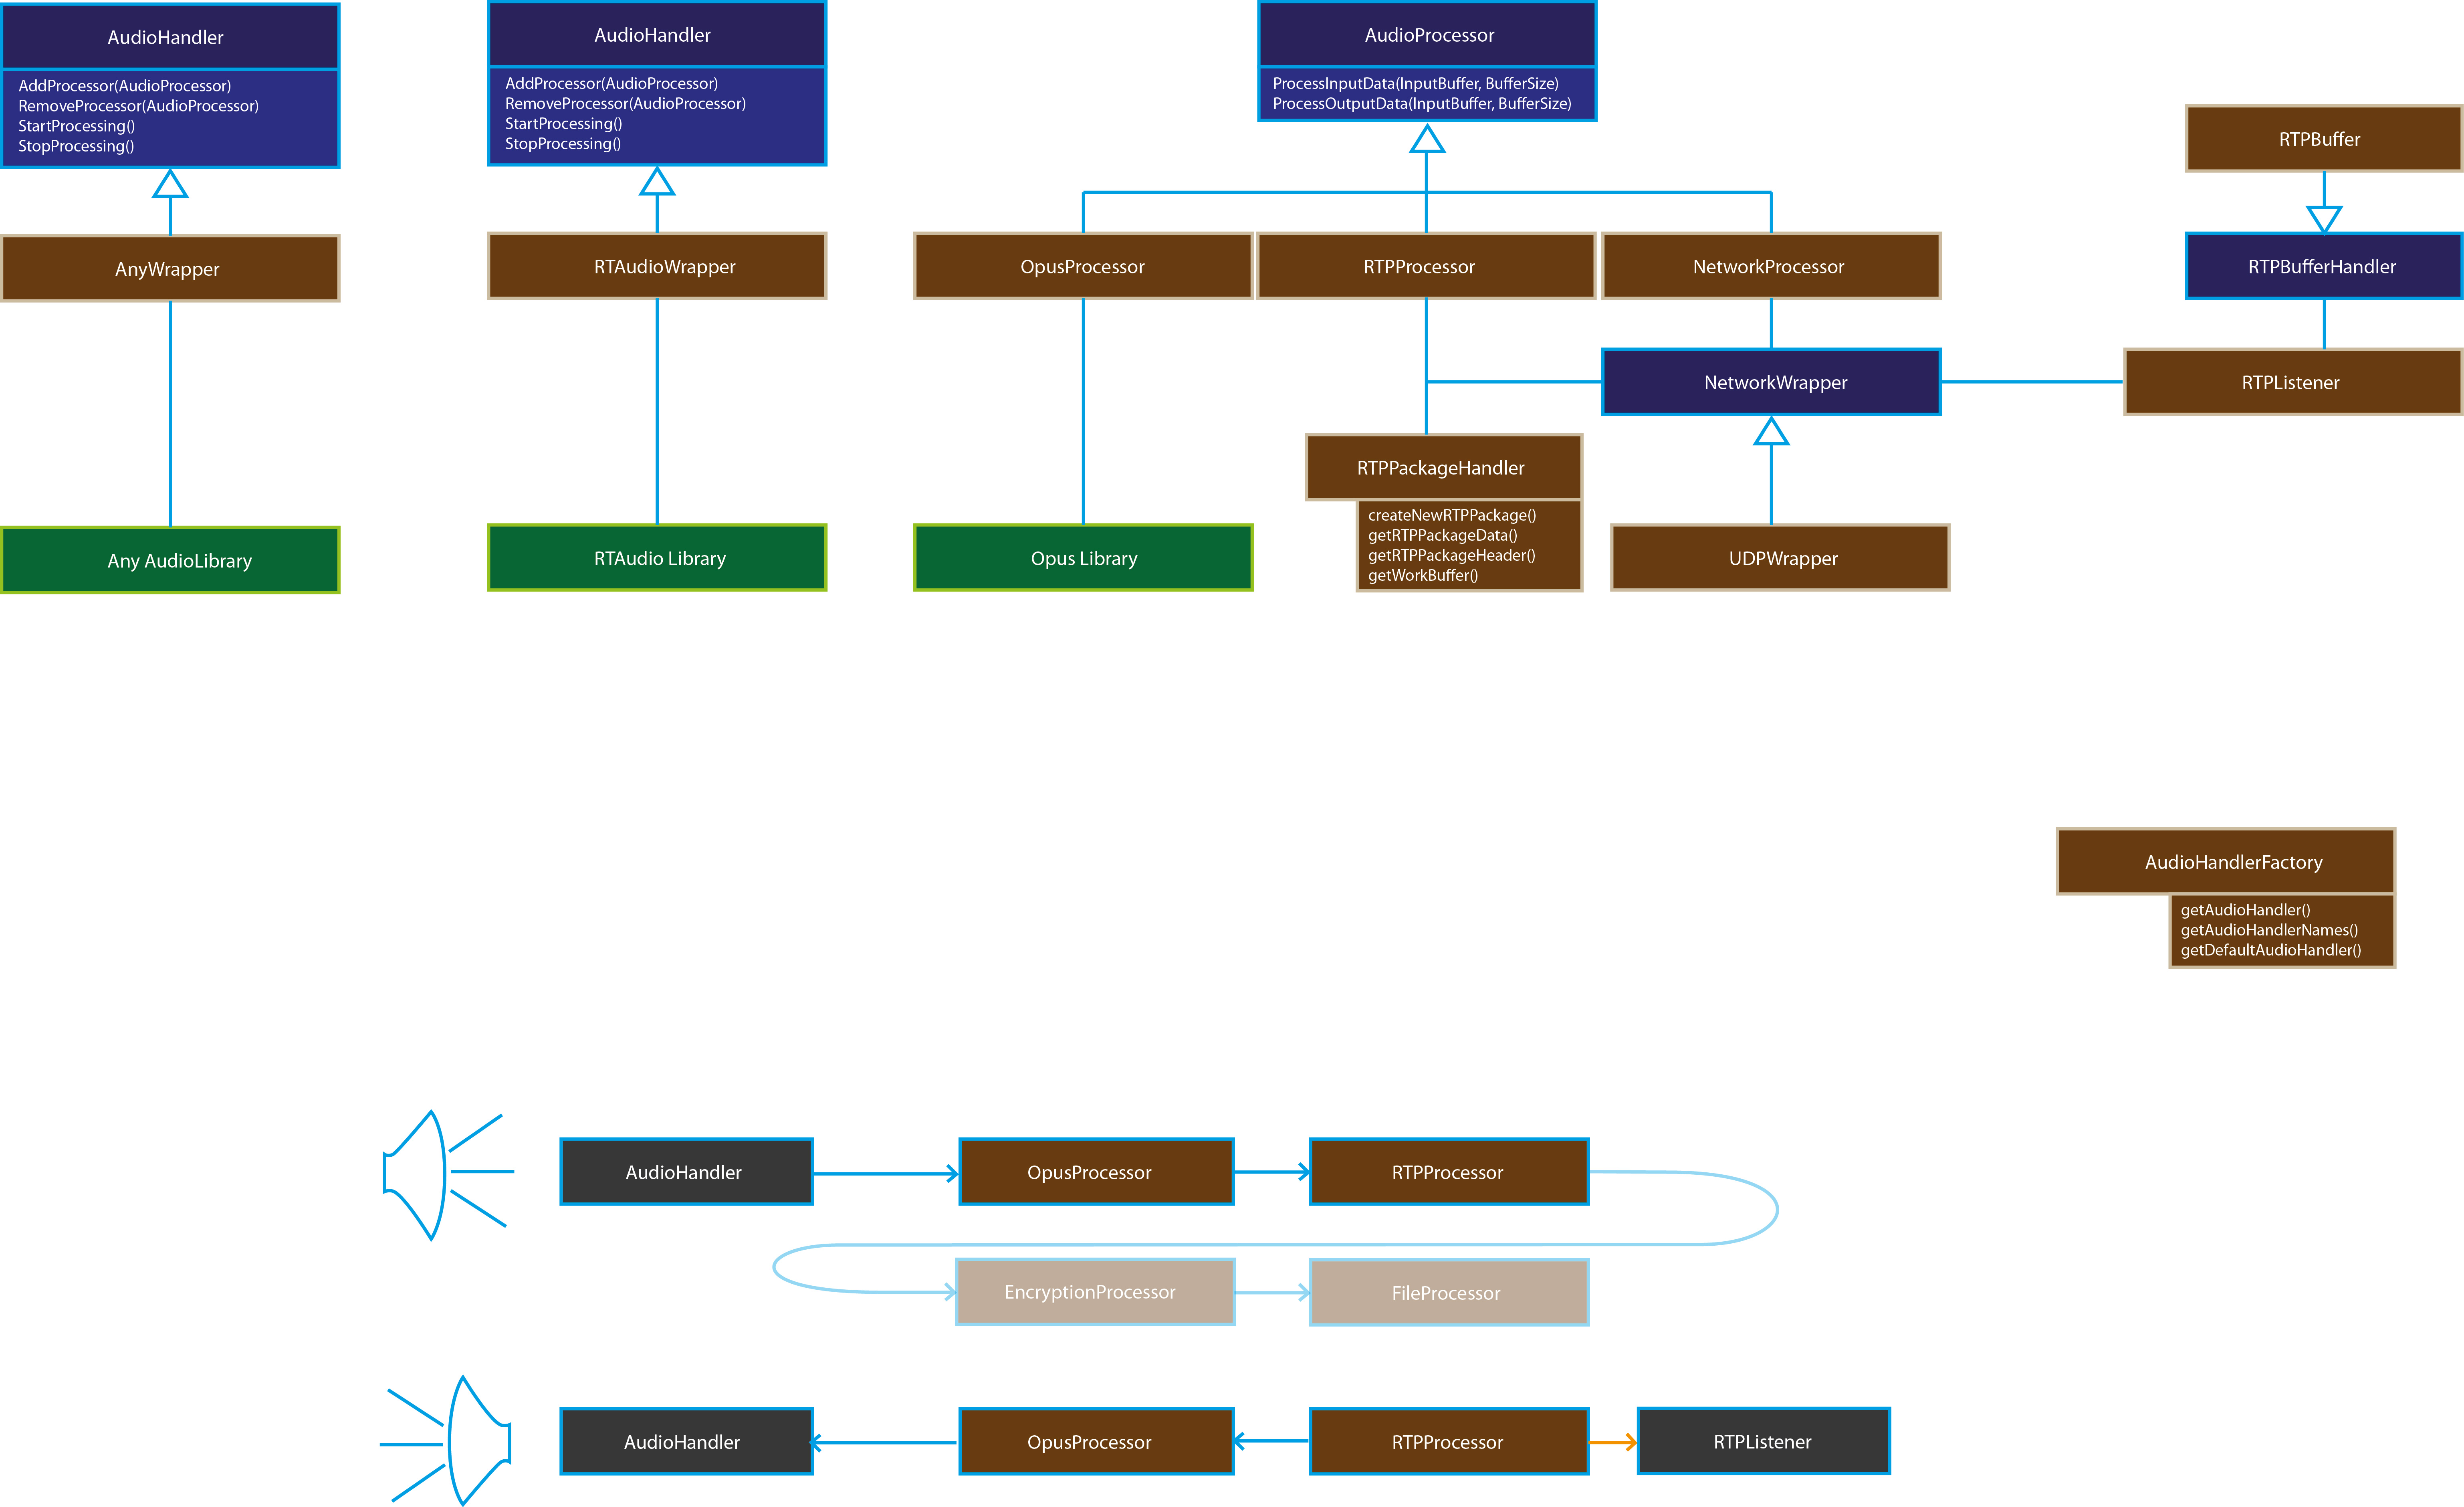 AudioHandler
AddProcessor(AudioProcessor)
RemoveProcessor(AudioProcessor)
StartProcessing()
StopProcessing()
AnyWrapper
Any AudioLibrary
AudioHandler
AddProcessor(AudioProcessor)
RemoveProcessor(AudioProcessor)
StartProcessing()
StopProcessing()
RTAudioWrapper
RTAudio Library
AudioProcessor
ProcessInputData(InputBuffer, BufferSize)
ProcessOutputData(InputBuffer, BufferSize)
OpusProcessor
RTPProcessor
NetworkProcessor
Opus Library
RTPPackageHandler
createNewRTPPackage()
getRTPPackageData()
getRTPPackageHeader()
getWorkBuffer()
NetworkWrapper
UDPWrapper
RTPBuffer
RTPBufferHandler
RTPListener
AudioHandlerFactory
getAudioHandler()
getAudioHandlerNames()
getDefaultAudioHandler()
AudioHandler
OpusProcessor
RTPProcessor
EncryptionProcessor
FileProcessor
AudioHandler
OpusProcessor
RTPProcessor
RTPListener